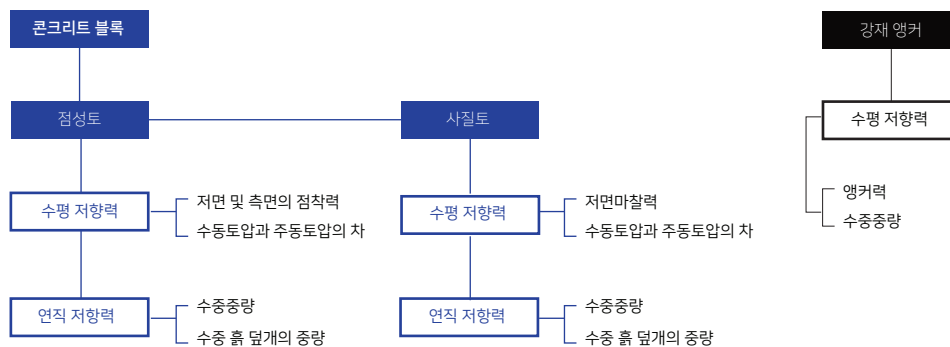 콘크리트 블록
강재 앵커
점성토
사질토
수평 저향력
수평 저향력
저면 및 측면의 점착력
수동토압과 주동토압의 차
수평 저향력
저면마찰력
수동토압과 주동토압의 차
앵커력
수중중량
연직 저항력
수중중량
수중 흙 덮개의 중량
연직 저항력
수중중량
수중 흙 덮개의 중량